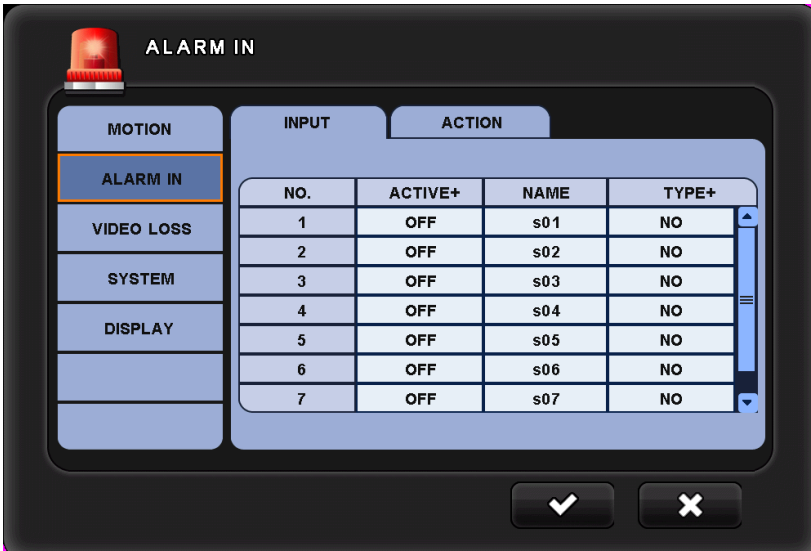 ALARM IN
MOTION
ALARM IN
VIDEO LOSS
SYSTEM
DISPLAY
INPUT ACTION
NO. ACTIVE+ NAME TYPE+
1 OFF s01 NO
2 OFF s02 NO
3 OFF s03 NO
4 OFF s04 NO
5 OFF s05 NO
6 OFF s06 NO
7 OFF s07 NO